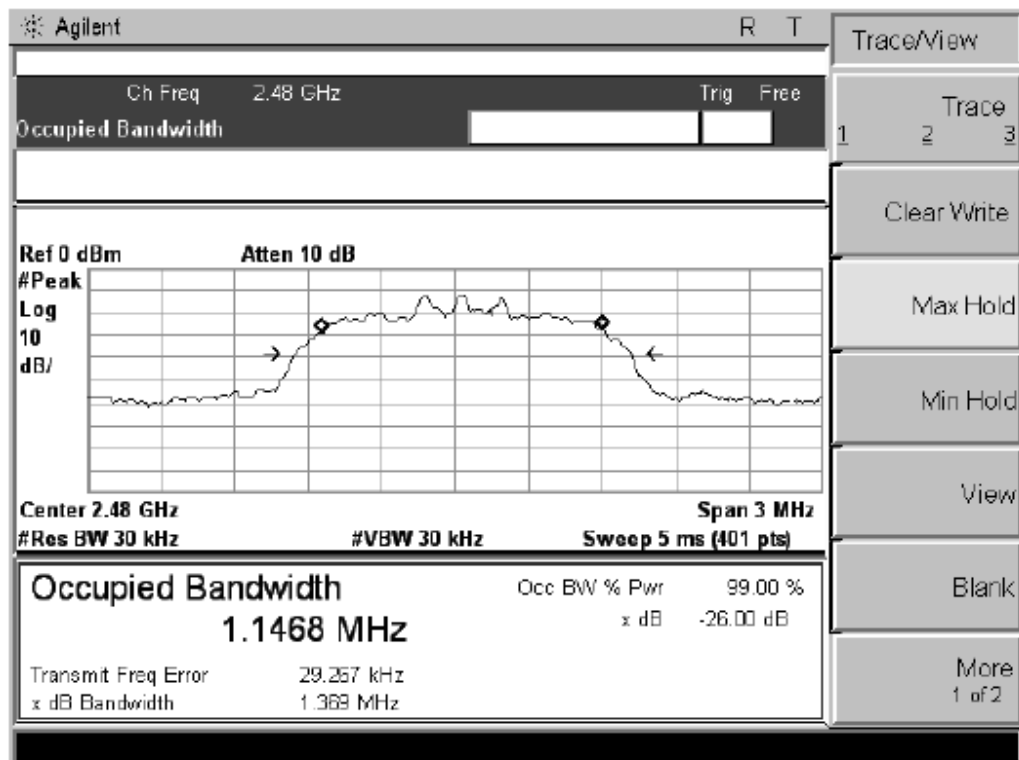 Agilent R T
Trace/View
Ch Freq 2.48 GHz Trig Free
Occupied Bandwidth
Trace
1 2 3
Clear Write
Ref 0 dBm Atten 10 dB
#Peak
Log
10
dB/
Max Hold
Min Hold
View
Center 2.48 GHz Span 3 MHz
#Res BW 30 kHz #VBW 30 kHz Sweep 5 ms (401 pts)
Occupied Bandwidth
1.1468 MHz
Occ BW % Pwr 99.00 %
x dB -26.00 dB
Transmit Freq Error 29.267 kHz
x dB Bandwidth 1.369 MHz
Blank
More
1 of 2